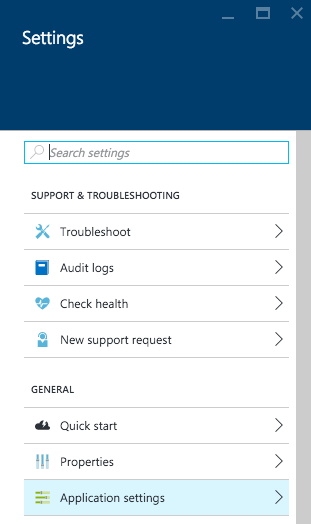 Settings
Search settings
SUPPORT & TROUBLESHOOTING
Troubleshoot
Audit logs
Check health
New support request
GENERAL
Quick start
Properties
Application settings